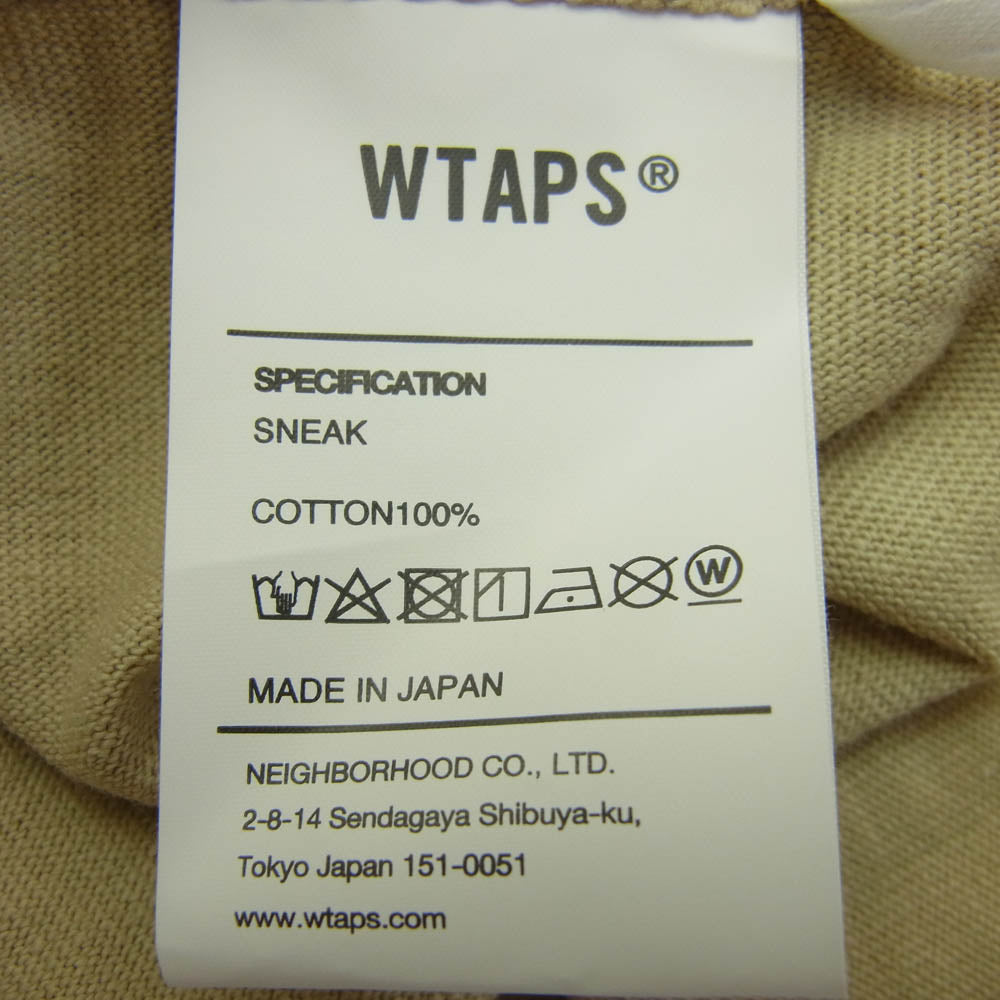 WTAPS®
SPECIFICATION
SNEAK
COTTON100%
W
MADE IN JAPAN
NEIGHBORHOOD CO., LTD.
2-8-14 Sendagaya Shibuya-ku,
Tokyo Japan 151-0051
www.wtaps.com